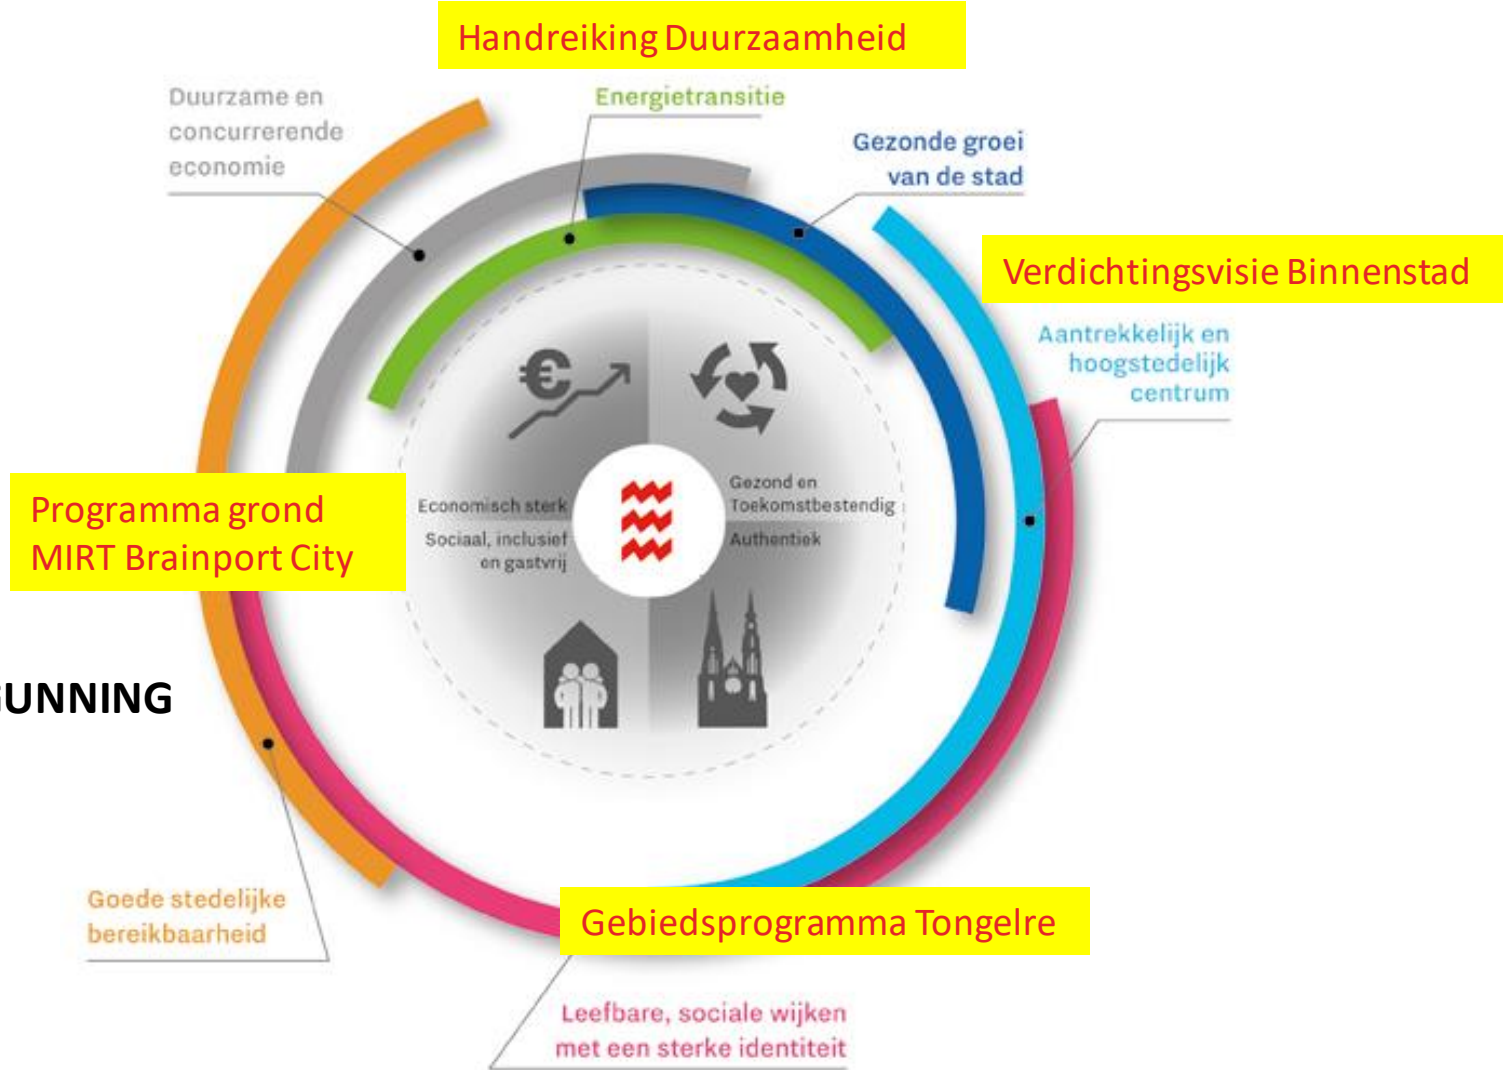 Handreiking Duurzaamheid
Duurzame en
concurrerende
economie
Energietransitie
Gezonde groei
van de stad
Verdichtingsvisie Binnenstad
Aantrekkelijk en
hoogstedelijk
centrum
Programma grond
MIRT Brainport City
Economisch sterk
Gezond en
Toekomstbestendig
Sociaal, inclusief
en gastvrij
Authentiek
GUNNING
Goede stedelijke
bereikbaarheid
Gebiedsprogramma Tongelre
Leefbare, sociale wijken
met een sterke identiteit